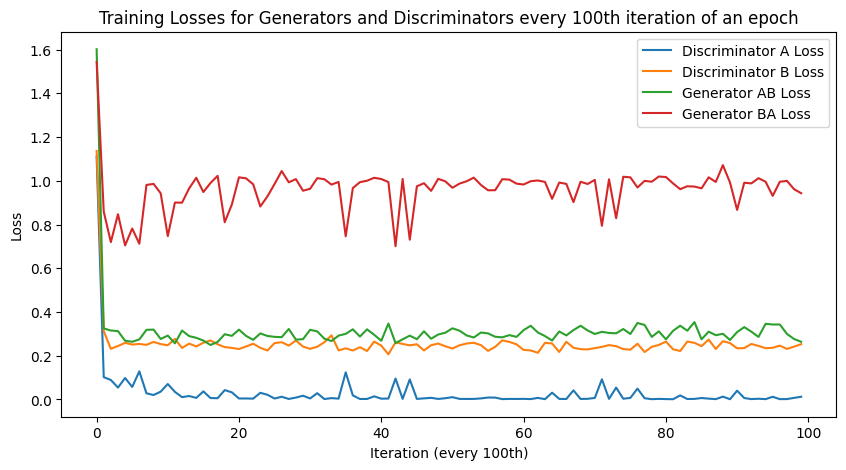 Training Losses for Generators and Discriminators every 100th iteration of an epoch
Discriminator A Loss
Discriminator B Loss
Generator AB Loss
Generator BA Loss
1.6
1.4
1.2
1.0
0.8
0.6
0.4
0.2
0.0
Loss
0 20 40 60 80 100
Iteration (every 100th)